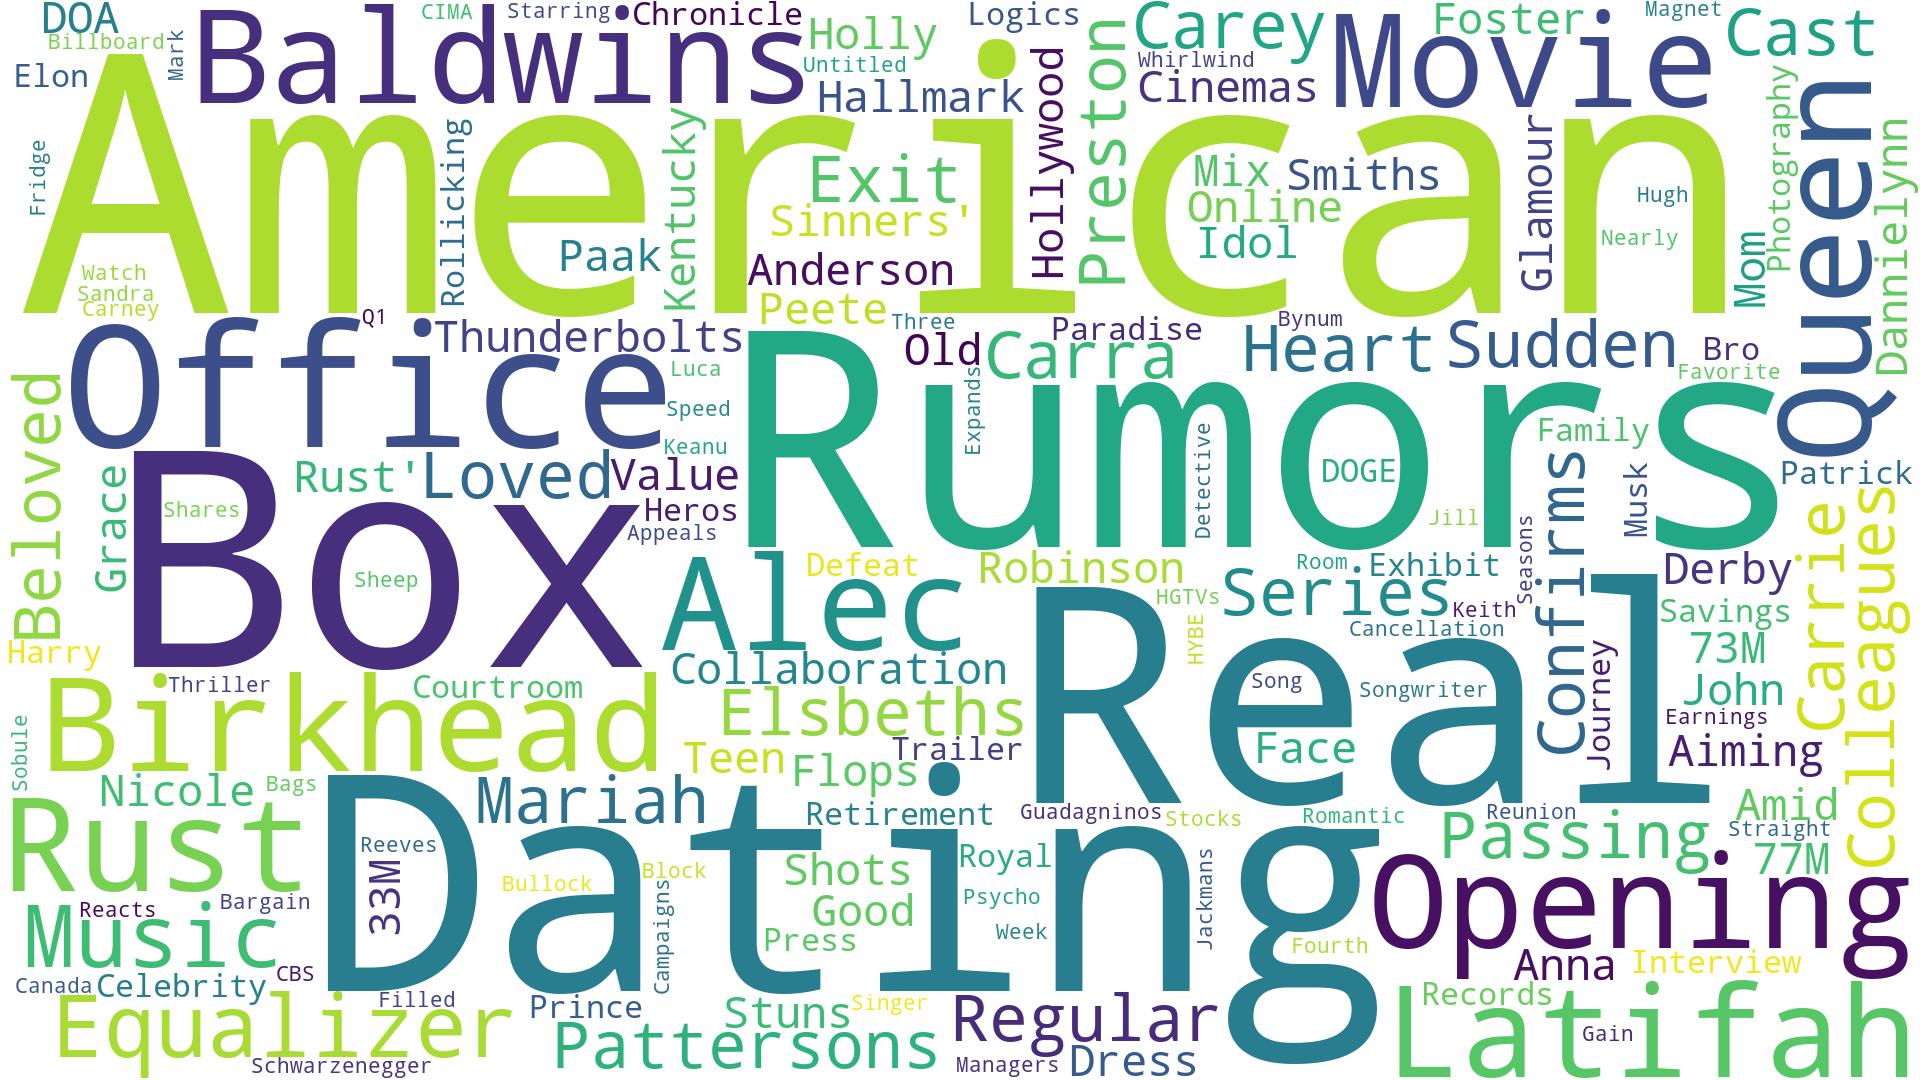 DOA
Billboard
Elon
Mark
Baldwins
CIMA
Starring
Chronicle
Holly
Untitled
Hallmark
Logics
Hollywood
Preston
Carey
Whirlwind
Cinemas
Movie
Foster
Magnet
Cast
American
Fridge
Watch
Sandra
Carney
Rollicking
Paak
Kentucky
Exit
Sinners'
Anderson
Peete
Mix
Smiths
Online
Idol
Glamour
Hugh
Nearly
Mom
Photography
Queen
Dannielynn
Office
Q1
Thunderbolts
Luca
Speed
Keanu
Three
Old
Carra
Paradise
Bynum
Heart
Sudden
Bro
Favorite
Rumors
Expands
Detective
DOGE
Jill
Family
Patrick
Beloved
Grace
Rust'
Loved
Value
Heros
Appeals
Box
Shares
Sheep
Alec
Defeat
Robinson
HGTVs
HYBE
Series
Room
Exhibit
Seasons
Keith
Cancellation
Confirms
Musk
Derby
Savings
73M
John
Earnings
Aiming
Journey
Carrie
Colleagues
Harry
Thriller
Birkhead
Courtroom
Collaboration
Elsbeths
Trailer
Teen
Flops
Real
Song
Songwriter
Face
Sobule
Nicole
Bags
Rust
Mariah
Retirement
Guadagninos
Stocks
Romantic
Reunion
Passing
Amid
Straight
77M
Dating
Reeves
33M
Bullock
Block
Campaigns
Shots
Good
Press
Royal
Psycho
Week
Jackmans
Fourth
Opening
Anna
Interview
Bargain
Reacts
Music
CBS
Canada
Celebrity
Filled
Equalizer
Schwarzenegger
Prince
Pattersons
Stuns
Singer
Regular
Managers
Dress
Records
Gain
Latifah